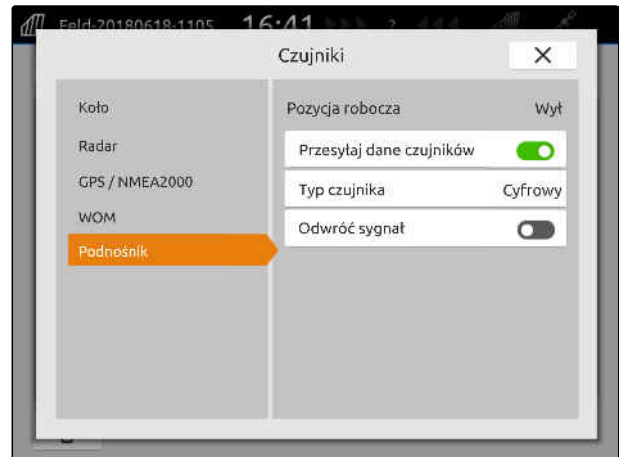 Feld-20180618-1105 16:41 ?
Czujniki
Koło
Radar
GPS / NMEA2000
WOM
Podnośnik
Pozycja robocza Wył
Przesyłaj dane czujników
Typ czujnika Cyfrowy
Odwróć sygnał